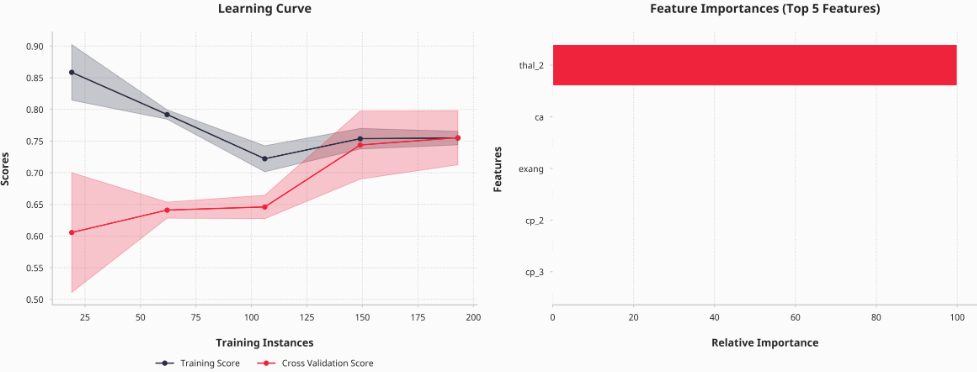 Learning Curve
Scores
0.90
0.85
0.80
0.75
0.70
0.65
0.60
0.55
0.50
25 50 75 100 125 150 175 200
Training Instances
Training Score Cross Validation Score
Feature Importances (Top 5 Features)
Features
thal_2
ca
exang
cp_2
cp_3
0 20 40 60 80 100
Relative Importance